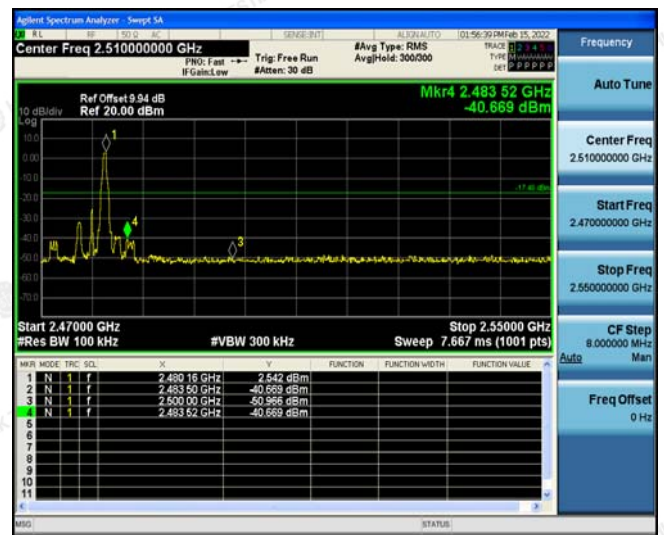 Agilent Spectrum Analyzer - Swept SA
RL RF 50 Ω AC SENSE:INT ALIGN AUTO 01:56:39 PM Feb 15, 2022
Center Freq 2.510000000 GHz
PNO: Fast
IFGain:Low
Trig: Free Run
#Atten: 30 dB
#Avg Type: RMS
Avg|Hold: 300/300
TRACE 1 2 3 4 5 6
TYPE M
DET P P P P P P
Ref Offset 9.94 dB
10 dB/div Ref 20.00 dBm
Log
Mkr4 2.483 52 GHz
-40.669 dBm
10.0
0.00
-10.0
-20.0
-30.0
-40.0
-50.0
-60.0
-70.0
1
4
3
Start 2.47000 GHz
Stop 2.55000 GHz
#Res BW 100 kHz
#VBW 300 kHz
Sweep 7.667 ms (1001 pts)
MKR MODE TRC SCL X Y FUNCTION FUNCTION WIDTH FUNCTION VALUE
1 N 1 f 2.480 16 GHz 2.542 dBm
2 N 1 f 2.483 50 GHz -40.669 dBm
3 N 1 f 2.500 00 GHz -50.966 dBm
4 N 1 f 2.483 52 GHz -40.669 dBm
5
6
7
8
9
10
11
MSG STATUS
Frequency
Auto Tune
Center Freq
2.510000000 GHz
Start Freq
2.470000000 GHz
Stop Freq
2.550000000 GHz
CF Step
8.000000 MHz
Auto Man
Freq Offset
0 Hz